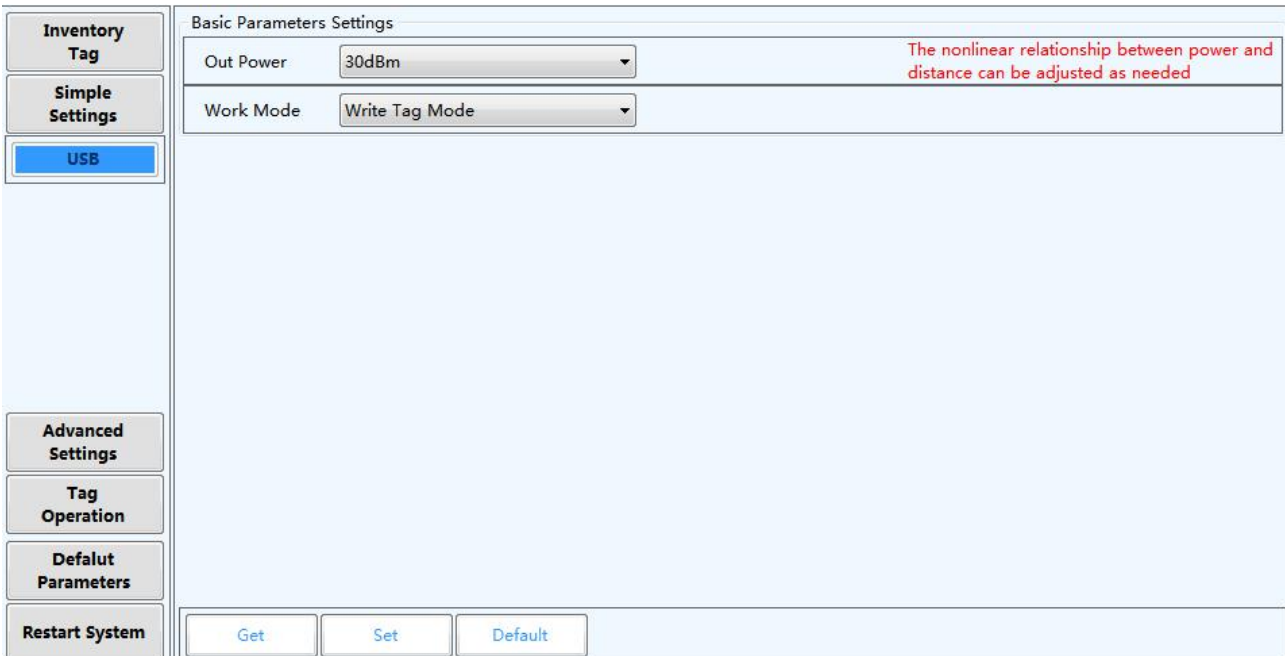 Inventory
Tag
Simple
Settings
USB
Advanced
Settings
Tag
Operation
Defalut
Parameters
Restart System
Basic Parameters Settings
Out Power
30dBm
The nonlinear relationship between power and
distance can be adjusted as needed
Work Mode
Write Tag Mode
Get
Set
Default